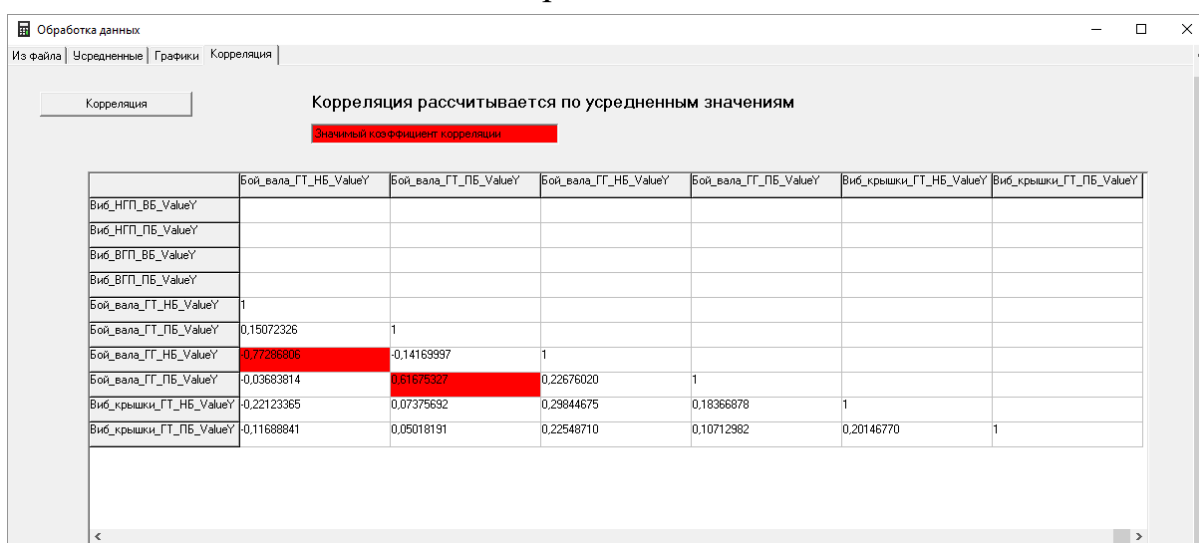 Обработка данных
Из файла Усредненные Графики Корреляция
Корреляция Корреляция рассчитывается по усредненным значениям
Значимый коэффициент корреляции
Бой_вала_ГТ_НБ_ValueY Бой_вала_ГТ_ПБ_ValueY Бой_вала_ГГ_НБ_ValueY Бой_вала_ГГ_ПБ_ValueY Виб_крышки_ГТ_НБ_ValueY Виб_крышки_ГТ_ПБ_ValueY
Виб_НГП_ВБ_ValueY
Виб_НГП_ПБ_ValueY
Виб_ВГП_ВБ_ValueY
Виб_ВГП_ПБ_ValueY
Бой_вала_ГТ_НБ_ValueY 1
Бой_вала_ГТ_ПБ_ValueY 0,15072326 1
Бой_вала_ГГ_НБ_ValueY -0,77286806 -0,14169997 1
Бой_вала_ГГ_ПБ_ValueY -0,03683814 0,61675327 0,22676020 1
Виб_крышки_ГТ_НБ_ValueY -0,22123365 0,07375692 0,29844675 0,18366878 1
Виб_крышки_ГТ_ПБ_ValueY -0,11688841 0,05018191 0,22548710 0,10712982 0,20146770 1